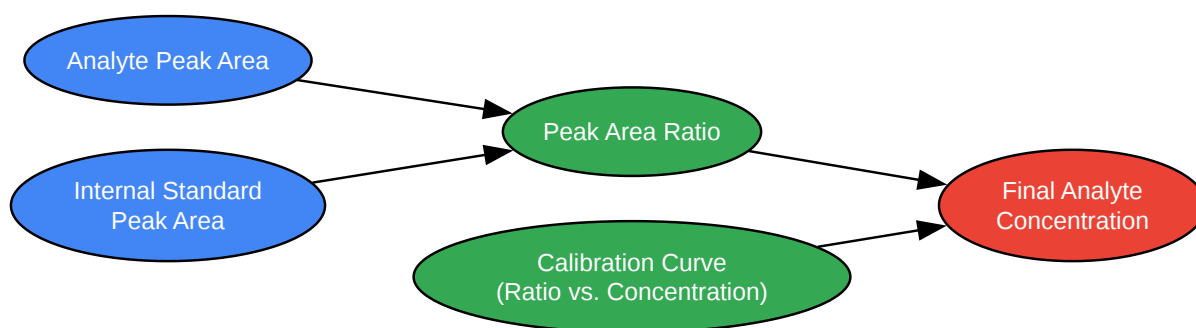 Analyte Peak Area
Internal Standard
Peak Area
Peak Area Ratio
Calibration Curve
(Ratio vs. Concentration)
Final Analyte
Concentration